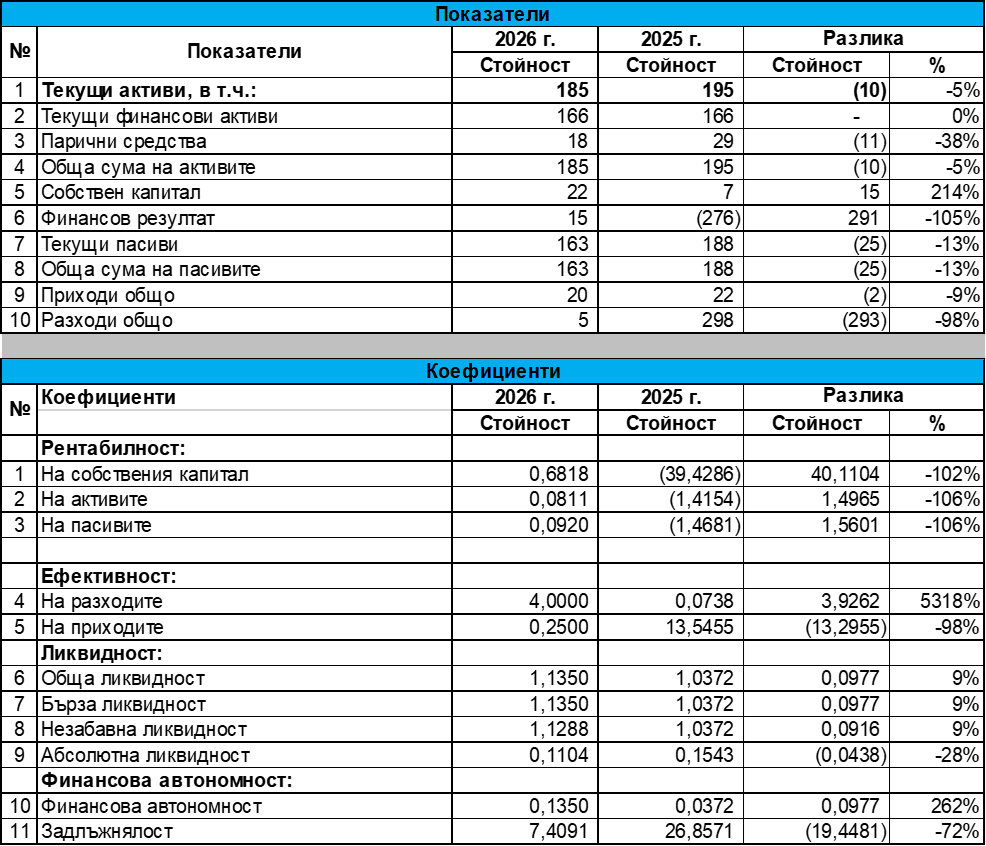 Показатели
№ Показатели 2026 г. 2025 г. Разлика
Стойност Стойност Стойност %
1 Текущи активи, в т.ч.: 185 195 (10) -5%
2 Текущи финансови активи 166 166 - 0%
3 Парични средства 18 29 (11) -38%
4 Обща сума на активите 185 195 (10) -5%
5 Собствен капитал 22 7 15 214%
6 Финансов резултат 15 (276) 291 -105%
7 Текущи пасиви 163 188 (25) -13%
8 Обща сума на пасивите 163 188 (25) -13%
9 Приходи общо 20 22 (2) -9%
10 Разходи общо 5 298 (293) -98%
Коефициенти
№ Коефициенти 2026 г. 2025 г. Разлика
Стойност Стойност Стойност %
Рентабилност:
1 На собствения капитал 0,6818 (39,4286) 40,1104 -102%
2 На активите 0,0811 (1,4154) 1,4965 -106%
3 На пасивите 0,0920 (1,4681) 1,5601 -106%
Ефективност:
4 На разходите 4,0000 0,0738 3,9262 5318%
5 На приходите 0,2500 13,5455 (13,2955) -98%
Ликвидност:
6 Обща ликвидност 1,1350 1,0372 0,0977 9%
7 Бърза ликвидност 1,1350 1,0372 0,0977 9%
8 Незабавна ликвидност 1,1288 1,0372 0,0916 9%
9 Абсолютна ликвидност 0,1104 0,1543 (0,0438) -28%
Финансова автономност:
10 Финансова автономност 0,1350 0,0372 0,0977 262%
11 Задлъжнялост 7,4091 26,8571 (19,4481) -72%